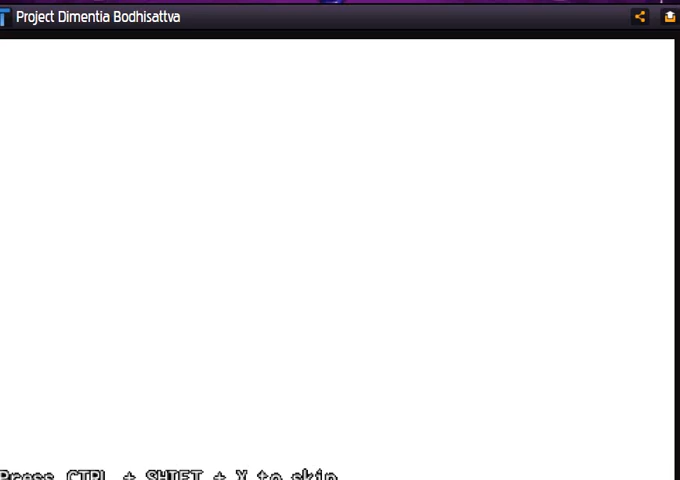 Project Dimentia Bodhisattva
Press CTRL + SHIFT + X to skip